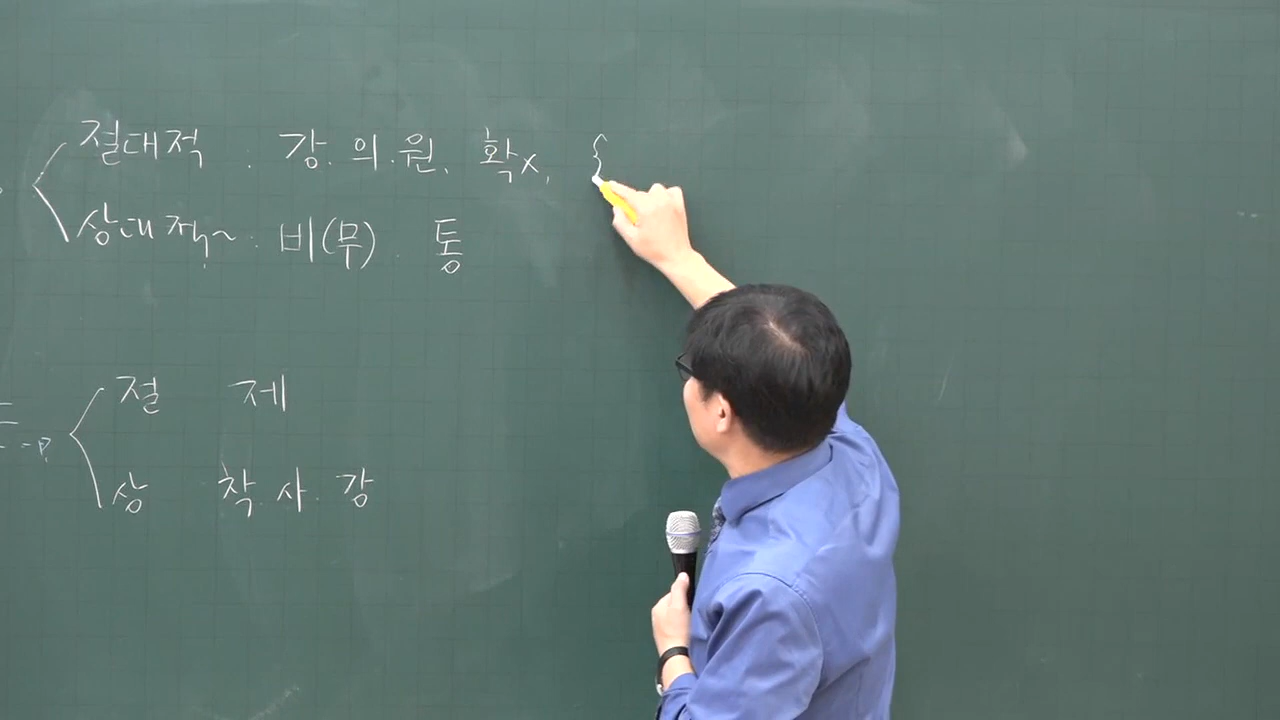 절대적 . 강. 의. 원. 확x, {
상대적~ . 비(무) . 통
절 제
상 착. 사. 강